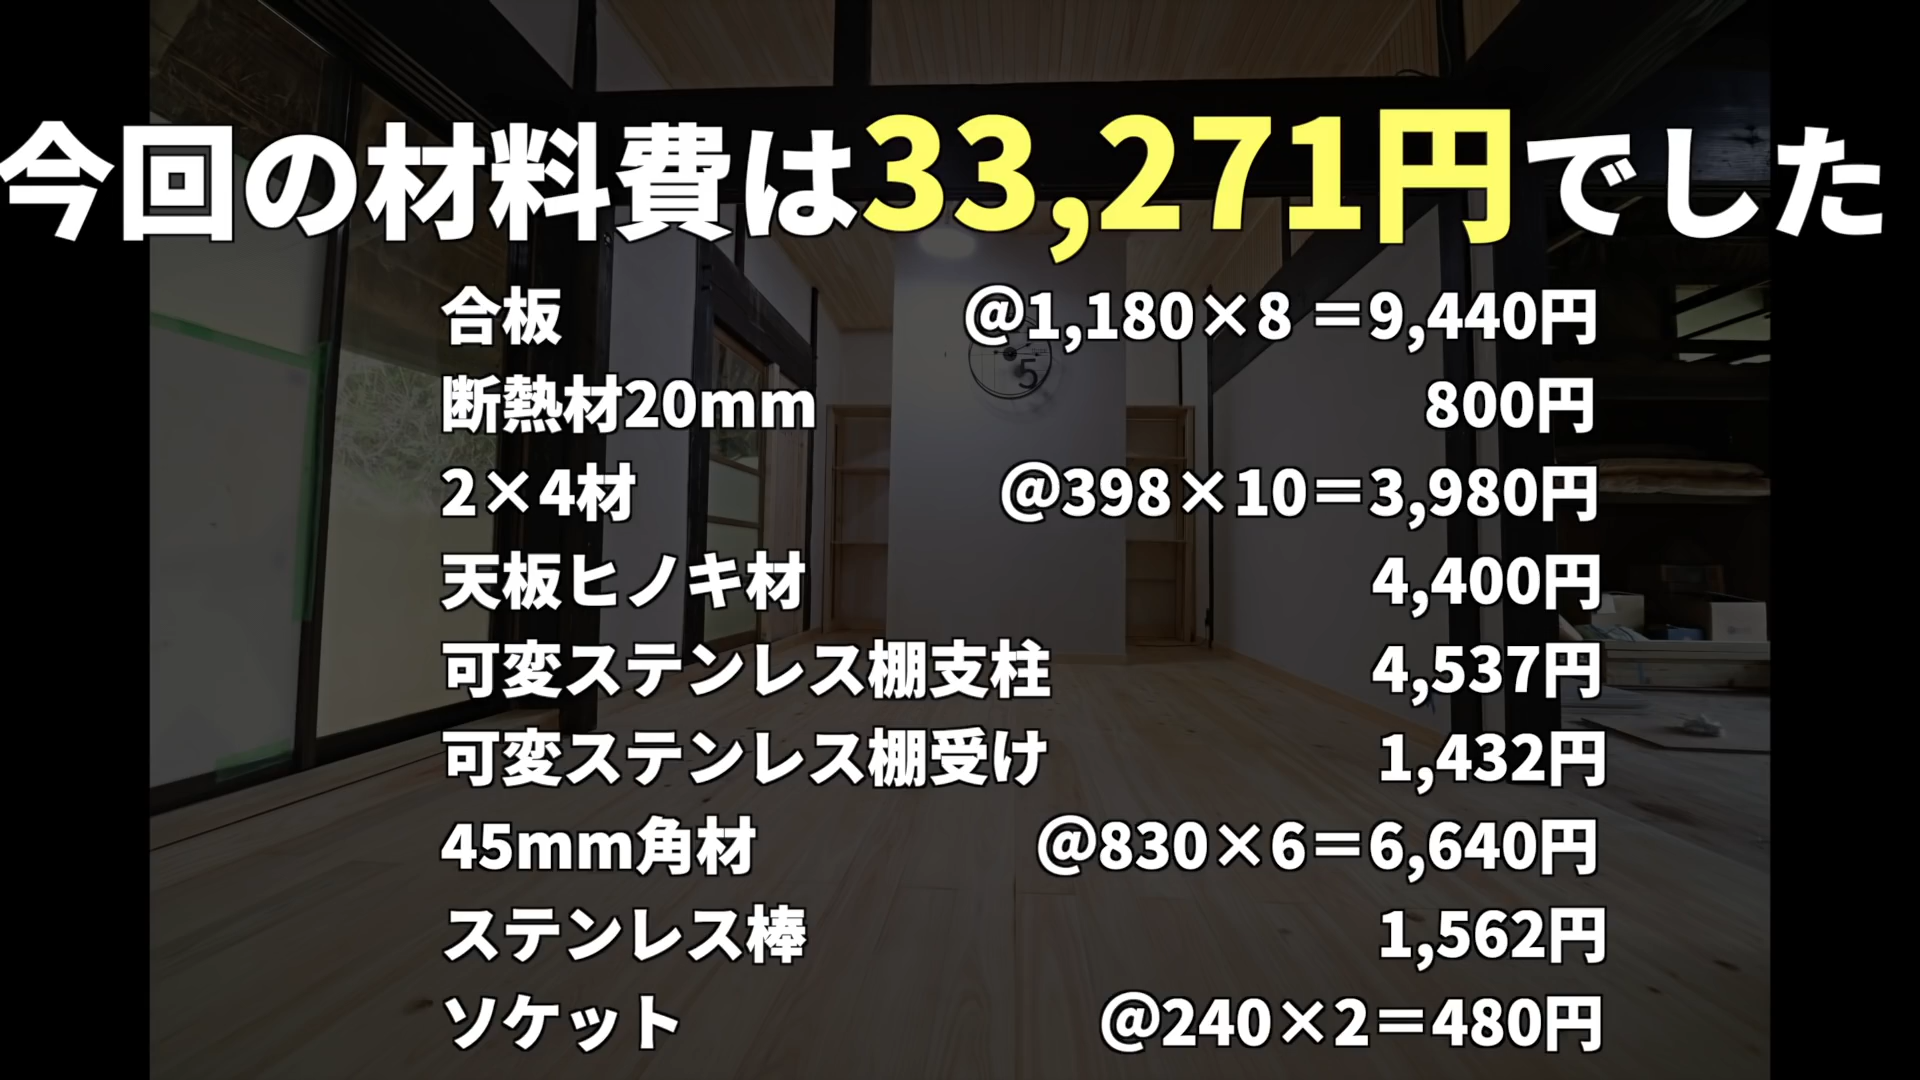 今回の材料費は33,271円でした
合板 @1,180×8 =9,440円
断熱材20mm 800円
2×4材 @398×10=3,980円
天板ヒノキ材 4,400円
可変ステンレス棚支柱 4,537円
可変ステンレス棚受け 1,432円
45mm角材 @830×6=6,640円
ステンレス棒 1,562円
ソケット @240×2=480円
5